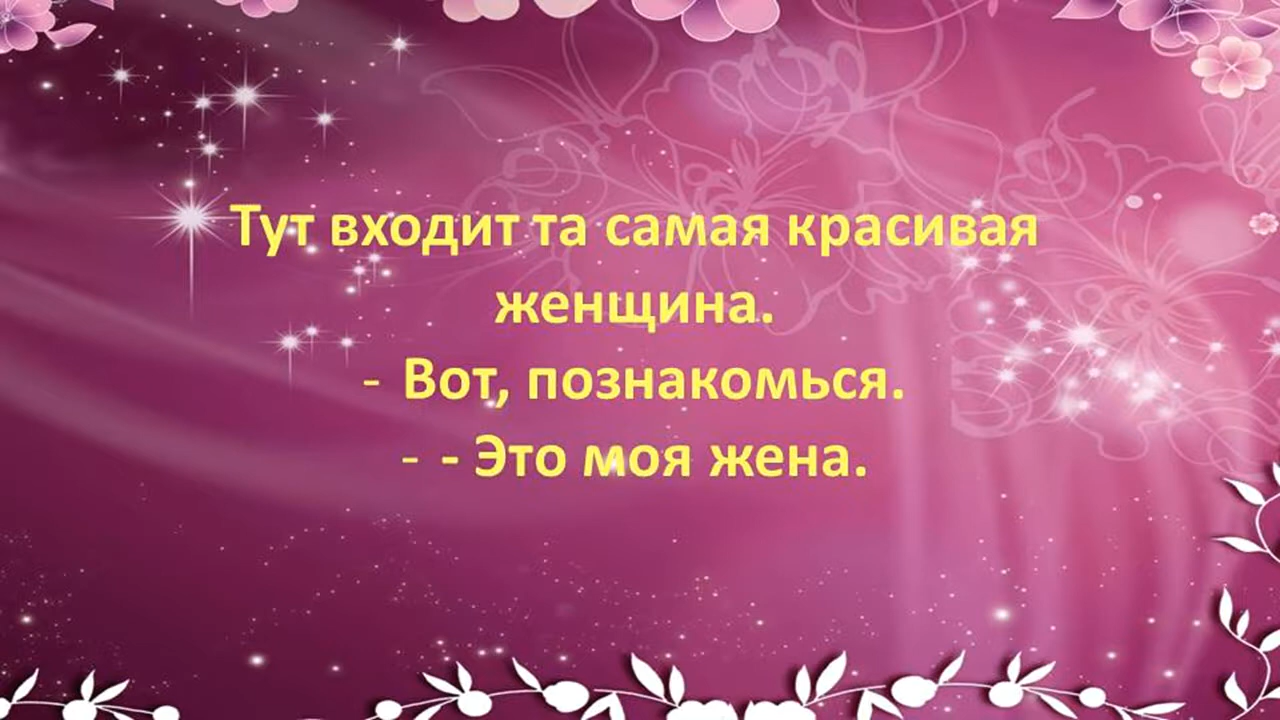 Тут входит та самая красивая
женщина.
- Вот, познакомься.
- - Это моя жена.